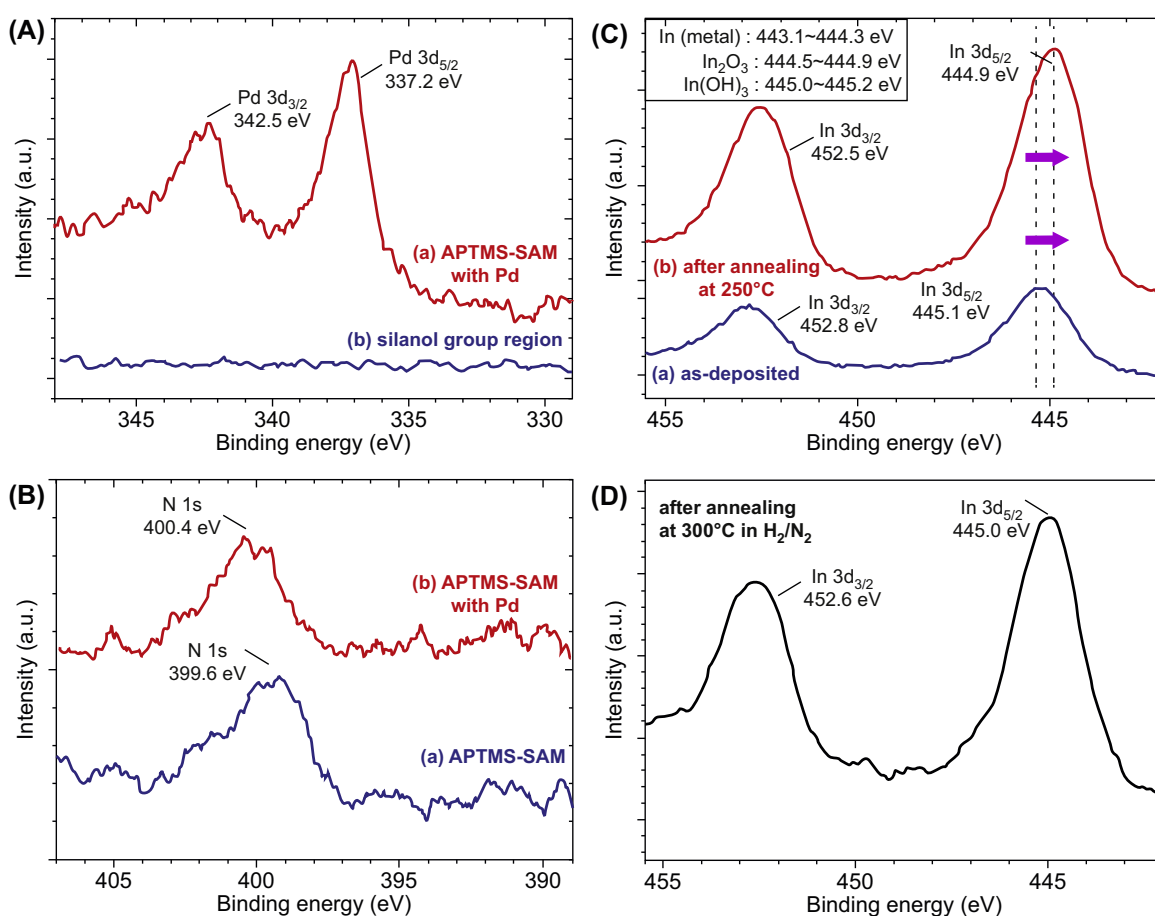 (A)
Pd 3d5/2
337.2 eV
Pd 3d3/2
342.5 eV
(a) APTMS-SAM
with Pd
(b) silanol group region
Intensity (a.u.)
345 340 335 330
Binding energy (eV)
(B)
N 1s
400.4 eV
(b) APTMS-SAM
with Pd
N 1s
399.6 eV
(a) APTMS-SAM
Intensity (a.u.)
405 400 395 390
Binding energy (eV)
(C)
In (metal) : 443.1~444.3 eV
In2O3 : 444.5~444.9 eV
In(OH)3 : 445.0~445.2 eV
In 3d5/2
444.9 eV
In 3d3/2
452.5 eV
(b) after annealing
at 250°C
In 3d5/2
445.1 eV
In 3d3/2
452.8 eV
(a) as-deposited
Intensity (a.u.)
455 450 445
Binding energy (eV)
(D)
after annealing
at 300°C in H2/N2
In 3d5/2
445.0 eV
In 3d3/2
452.6 eV
Intensity (a.u.)
455 450 445
Binding energy (eV)